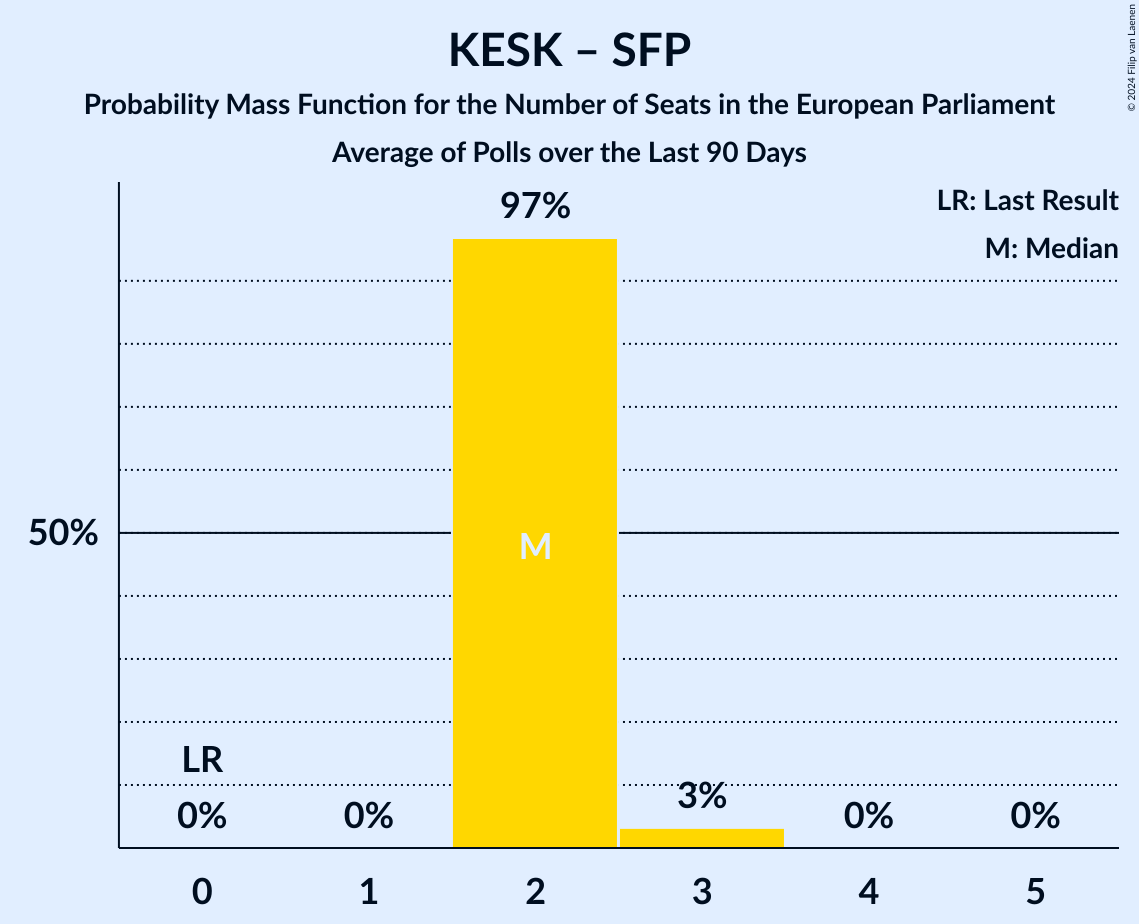 KESK – SFP
Probability Mass Function for the Number of Seats in the European Parliament
Average of Polls over the Last 90 Days
© 2024 Filip van Laenen
LR: Last Result
M: Median
97%
50%
M
LR
0%
0%
3%
0%
0%
0
1
2
3
4
5